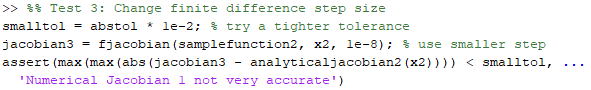 >> %% Test 3: Change finite difference step size
smalltol = abstol * 1e-2; % try a tighter tolerance
jacobian3 = fjacobian(samplefunction2, x2, 1e-8); % use smaller step
assert(max(max(abs(jacobian3 - analyticaljacobian2(x2)))) < smalltol, ...
'Numerical Jacobian 1 not very accurate')